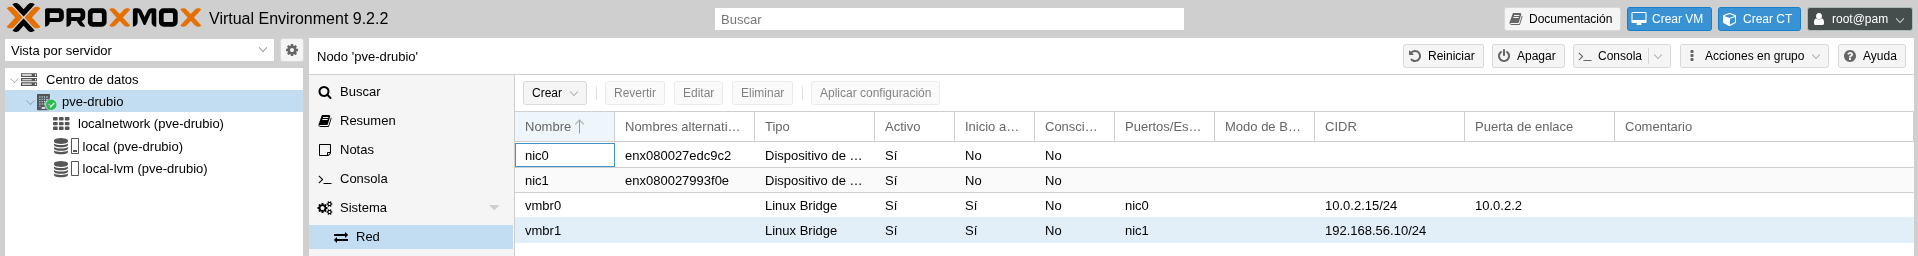 PROXMOX Virtual Environment 9.2.2 Buscar Documentación Crear VM Crear CT root@pam
Vista por servidor
Centro de datos
pve-drubio
localnetwork (pve-drubio)
local (pve-drubio)
local-lvm (pve-drubio)
Nodo 'pve-drubio' Reiniciar Apagar Consola Acciones en grupo Ayuda
Buscar
Resumen
Notas
Consola
Sistema
Red
Crear Revertir Editar Eliminar Aplicar configuración
Nombre Nombres alternati... Tipo Activo Inicio a... Consci... Puertos/Es... Modo de B... CIDR Puerta de enlace Comentario
nic0 enx080027edc9c2 Dispositivo de ... Sí No No
nic1 enx080027993f0e Dispositivo de ... Sí No No
vmbr0 Linux Bridge Sí Sí No nic0 10.0.2.15/24 10.0.2.2
vmbr1 Linux Bridge Sí Sí No nic1 192.168.56.10/24